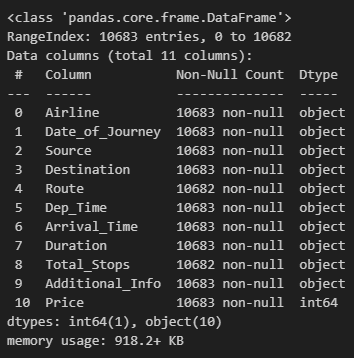 <class 'pandas.core.frame.DataFrame'>
RangeIndex: 10683 entries, 0 to 10682
Data columns (total 11 columns):
 #   Column           Non-Null Count  Dtype
---  ------           --------------  -----
 0   Airline          10683 non-null  object
 1   Date_of_Journey  10683 non-null  object
 2   Source           10683 non-null  object
 3   Destination      10683 non-null  object
 4   Route            10682 non-null  object
 5   Dep_Time         10683 non-null  object
 6   Arrival_Time     10683 non-null  object
 7   Duration         10683 non-null  object
 8   Total_Stops      10682 non-null  object
 9   Additional_Info  10683 non-null  object
 10  Price            10683 non-null  int64
dtypes: int64(1), object(10)
memory usage: 918.2+ KB